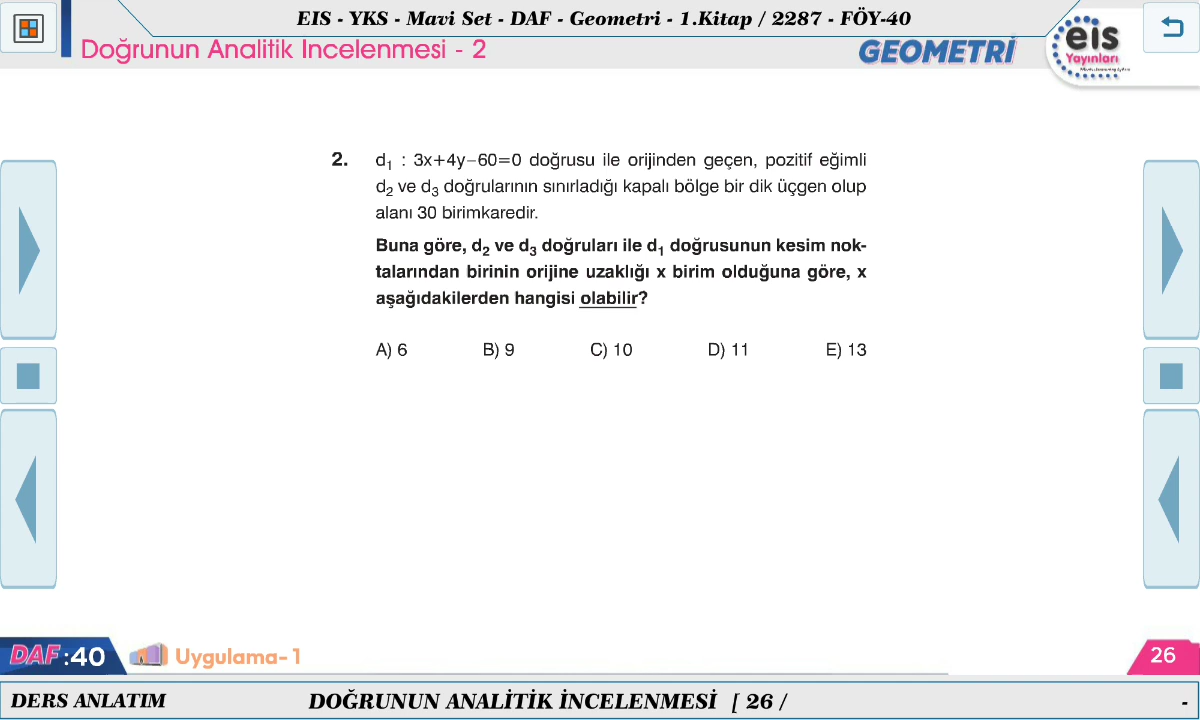 EIS - YKS - Mavi Set - DAF - Geometri - 1.Kitap / 2287 - FÖY-40
Doğrunun Analitik İncelenmesi - 2
GEOMETRİ
eis
Yayınları
2. d₁ : 3x+4y−60=0 doğrusu ile orijinden geçen, pozitif eğimli
d₂ ve d₃ doğrularının sınırladığı kapalı bölge bir dik üçgen olup
alanı 30 birimkaredir.
Buna göre, d₂ ve d₃ doğruları ile d₁ doğrusunun kesim nok-
talarından birinin orijine uzaklığı x birim olduğuna göre, x
aşağıdakilerden hangisi olabilir?
A) 6 B) 9 C) 10 D) 11 E) 13
DAF :40
Uygulama- 1
26
DERS ANLATIM
DOĞRUNUN ANALİTİK İNCELENMESİ [ 26 /
-